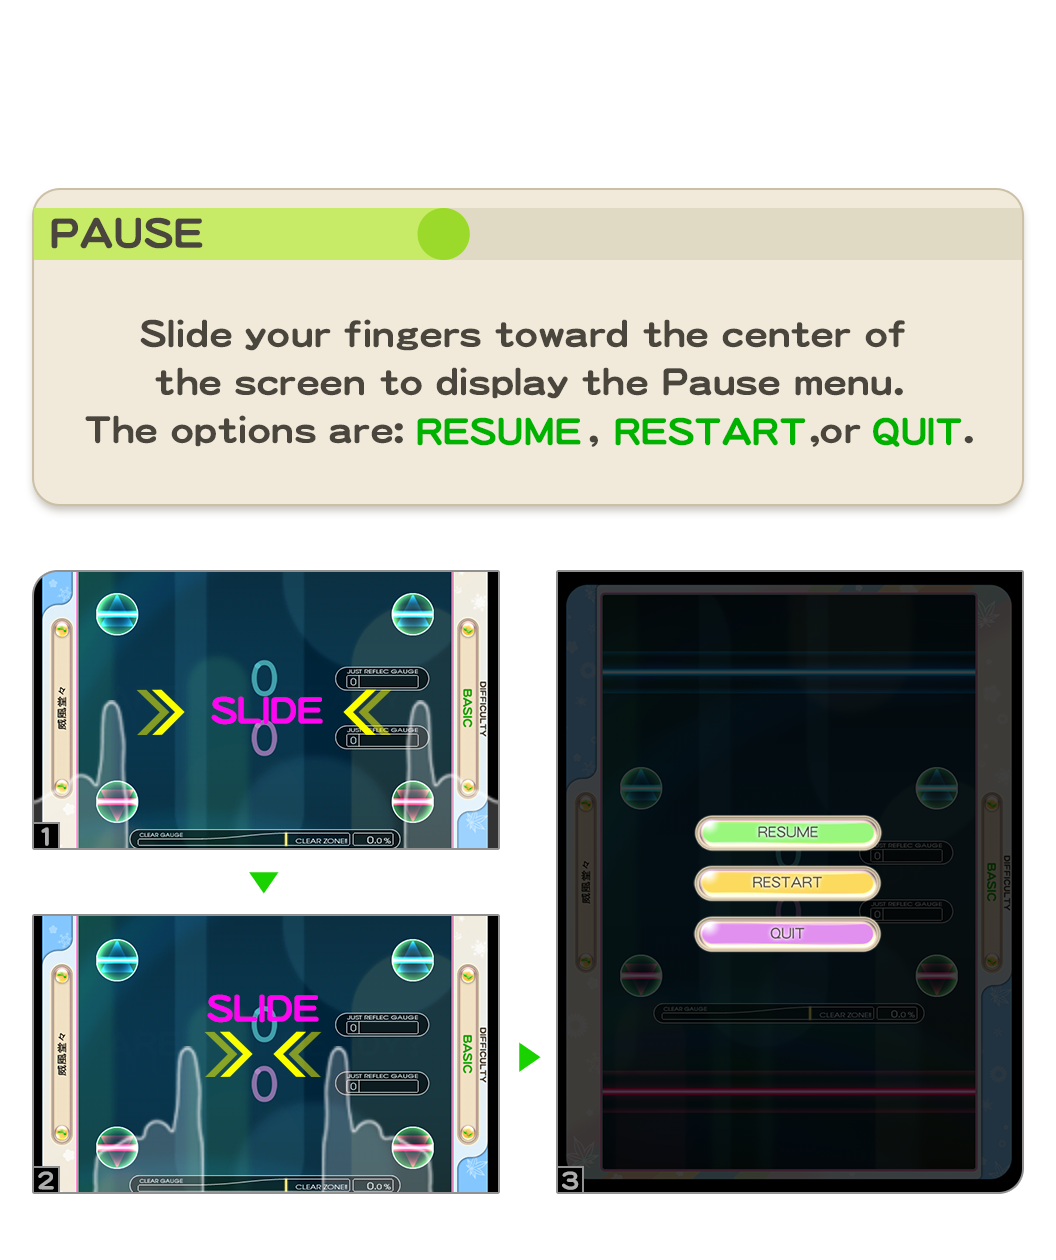 PAUSE
Slide your fingers toward the center of
the screen to display the Pause menu.
The options are: RESUME, RESTART,or QUIT.
威風堂々
0
SLIDE
0
JUST REFLEC GAUGE
0
JUST REFLEC GAUGE
0
BASIC
DIFFICULTY
CLEAR GAUGE
CLEAR ZONE!!
0.0%
1
威風堂々
SLIDE
0
0
JUST REFLEC GAUGE
0
JUST REFLEC GAUGE
0
BASIC
DIFFICULTY
CLEAR GAUGE
CLEAR ZONE!!
0.0%
2
威風堂々
RESUME
RESTART
QUIT
0
0
JUST REFLEC GAUGE
0
JUST REFLEC GAUGE
0
BASIC
DIFFICULTY
CLEAR GAUGE
CLEAR ZONE!!
0.0%
3